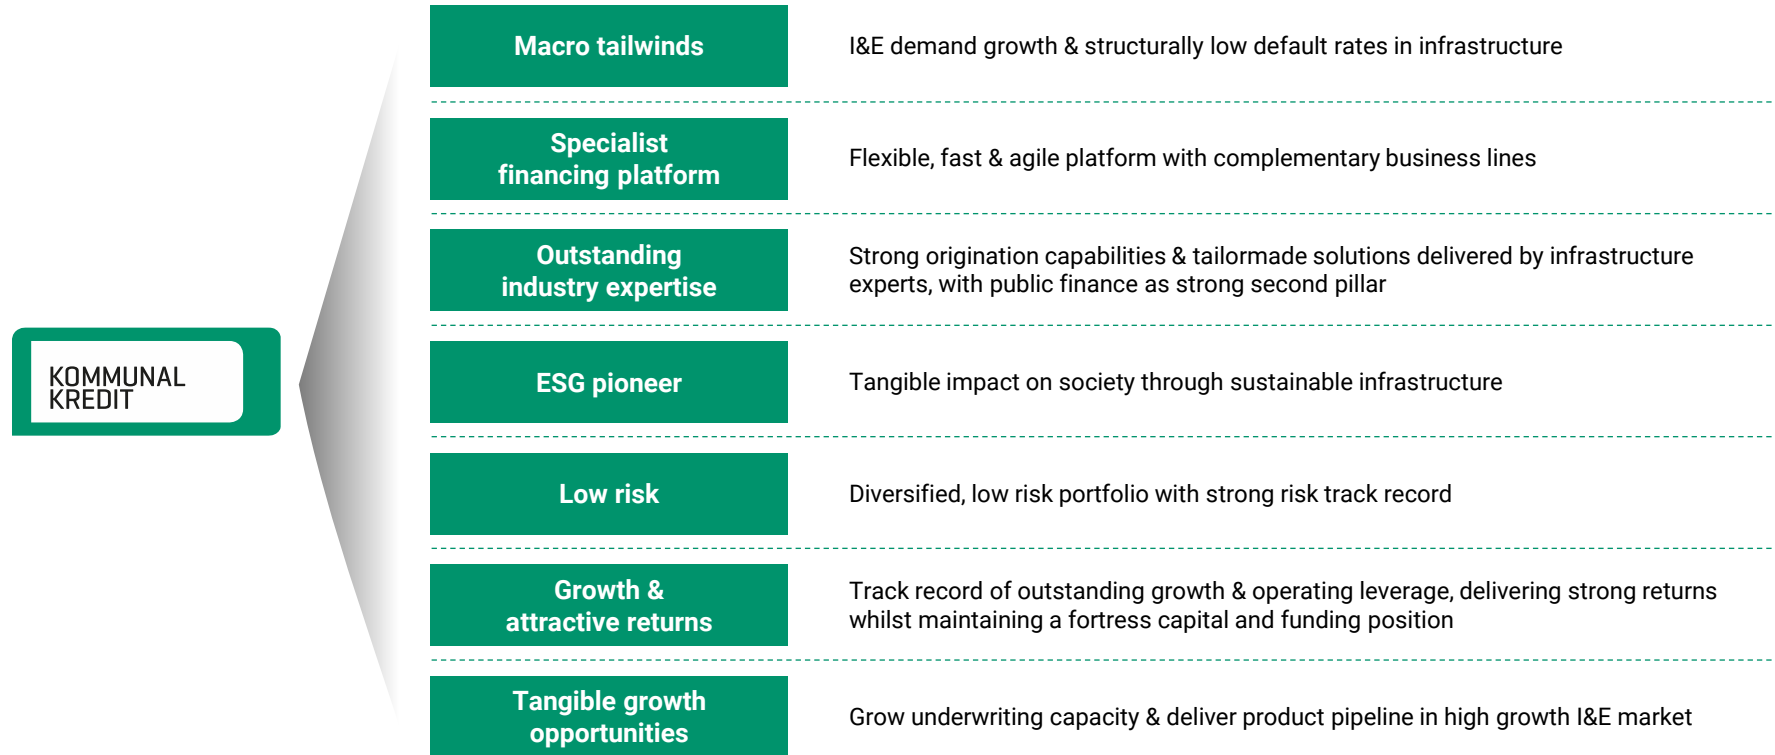 Macro tailwinds
I&E demand growth & structurally low default rates in infrastructure
Specialist
financing platform
Flexible, fast & agile platform with complementary business lines
Outstanding
industry expertise
Strong origination capabilities & tailormade solutions delivered by infrastructure
experts, with public finance as strong second pillar
KOMMUNAL
KREDIT
ESG pioneer
Tangible impact on society through sustainable infrastructure
Low risk
Diversified, low risk portfolio with strong risk track record
Growth &
attractive returns
Track record of outstanding growth & operating leverage, delivering strong returns
whilst maintaining a fortress capital and funding position
Tangible growth
opportunities
Grow underwriting capacity & deliver product pipeline in high growth I&E market